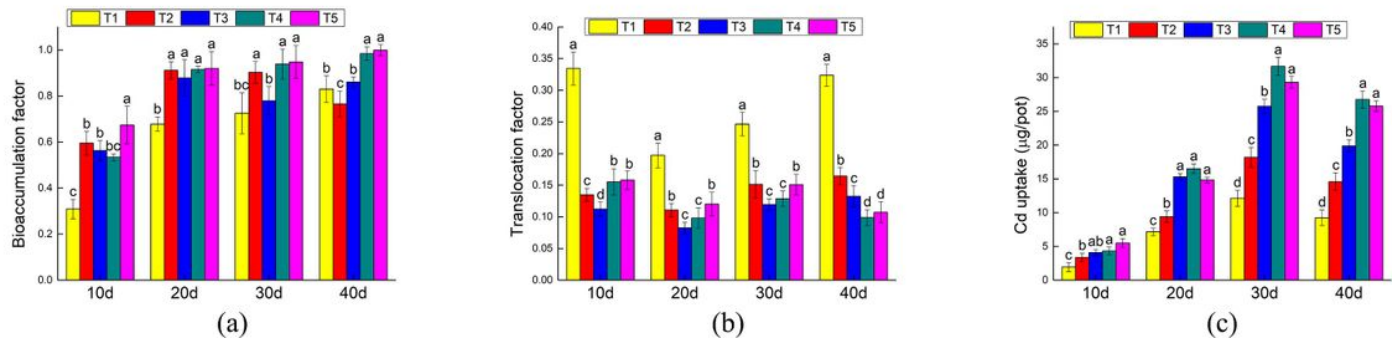 T1 T2 T3 T4 T5
Bioaccumulation factor
1.0
0.8
0.6
0.4
0.2
0.0
c b b bc a
b a a a a
bc a b a a
b c b a a
10d 20d 30d 40d
(a)
T1 T2 T3 T4 T5
Translocation factor
0.40
0.35
0.30
0.25
0.20
0.15
0.10
0.05
0.00
a c d b b
a b c c b
a b c c b
a b c d d
10d 20d 30d 40d
(b)
T1 T2 T3 T4 T5
Cd uptake (μg/pot)
35
30
25
20
15
10
5
0
c b ab a a
c b a a a
d c b a a
d c b a a
10d 20d 30d 40d
(c)